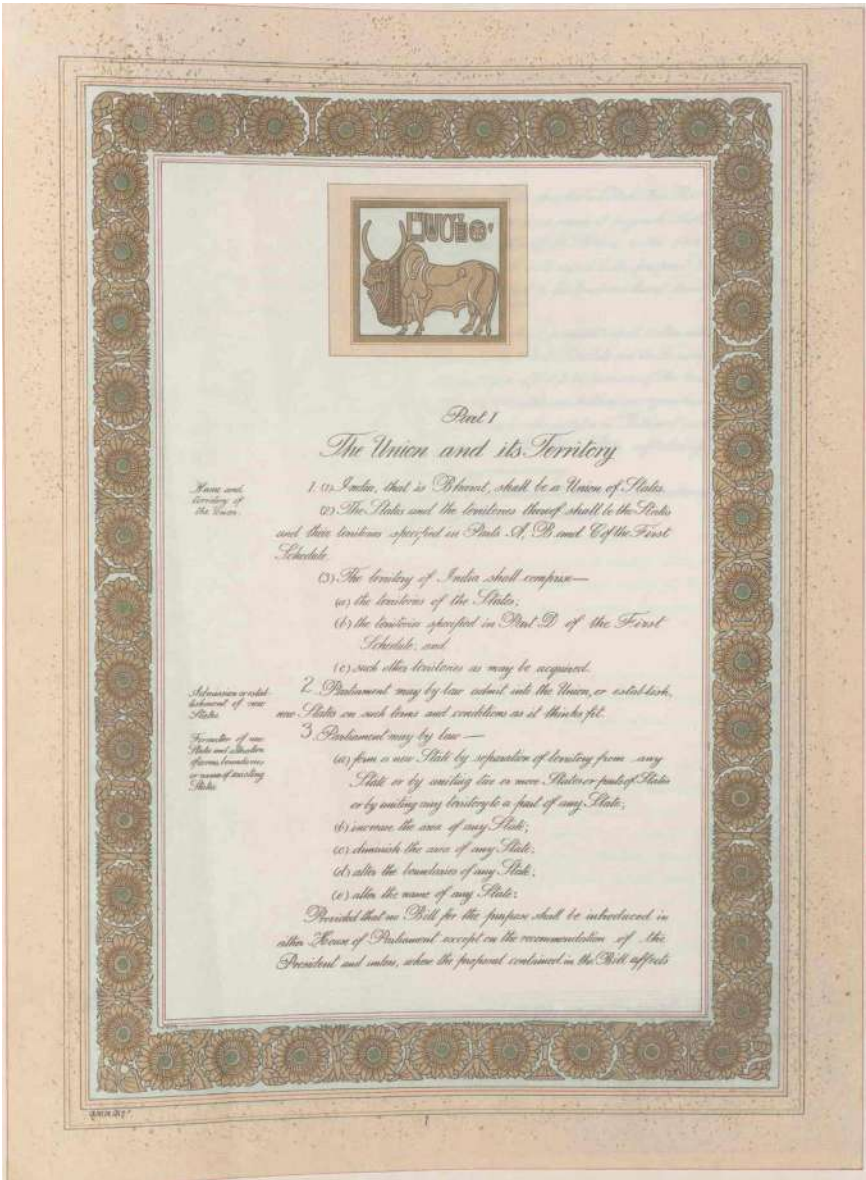 Part I
The Union and its Territory
Name and
territory of
the Union.
1. (1) India, that is Bharat, shall be a Union of States.
(2) The States and the territories thereof shall be the States
and their territories specified in Parts A, B and C of the First
Schedule.
(3) The territory of India shall comprise—
(a) the territories of the States;
(b) the territories specified in Part D of the First
Schedule; and
(c) such other territories as may be acquired.
Admission or estab-
lishment of new
States.
2. Parliament may by law admit into the Union, or establish,
new States on such terms and conditions as it thinks fit.
Formation of new
States and alteration
of areas, boundaries
or names of existing
States.
3. Parliament may by law —
(a) form a new State by separation of territory from any
State or by uniting two or more States or parts of States
or by uniting any territory to a part of any State;
(b) increase the area of any State;
(c) diminish the area of any State;
(d) alter the boundaries of any State;
(e) alter the name of any State:
Provided that no Bill for the purpose shall be introduced in
either House of Parliament except on the recommendation of the
President and unless, where the proposal contained in the Bill affects
1